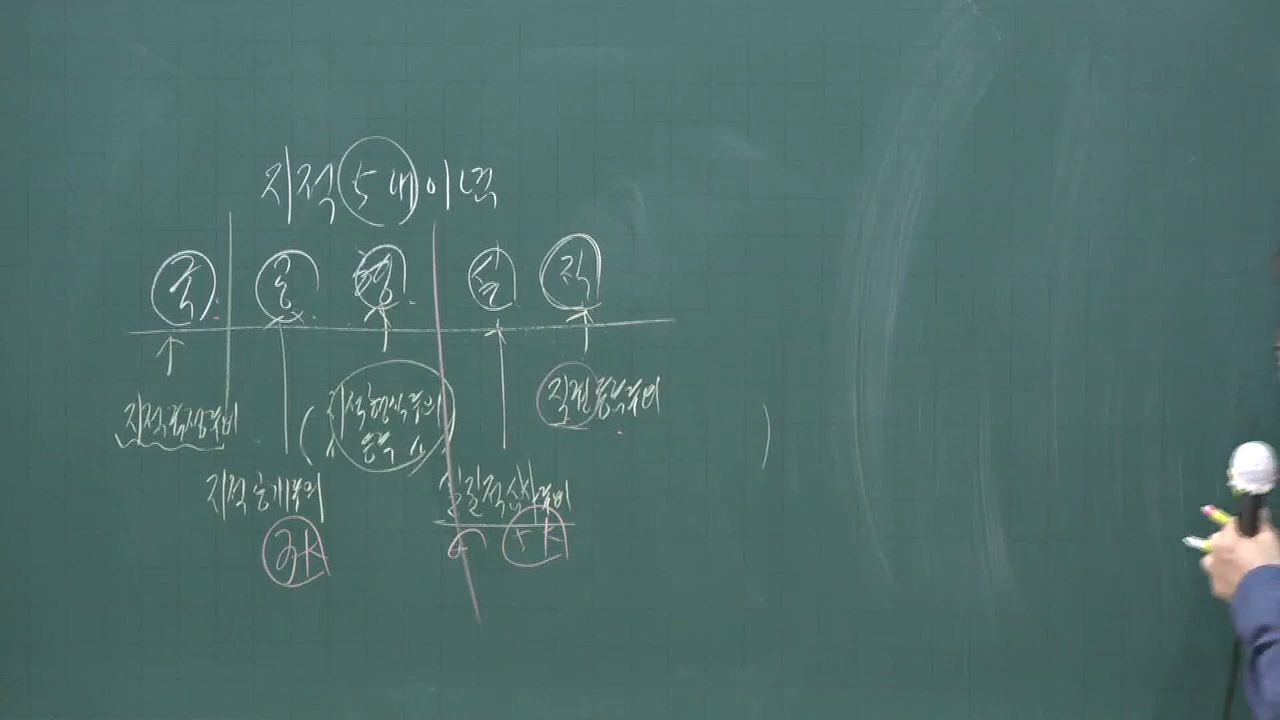 지적 5대 이념
국. 공. 형. 실 직
지적국정주의
지적형식주의
직권등록주의
지적공개주의
실질적심사주의